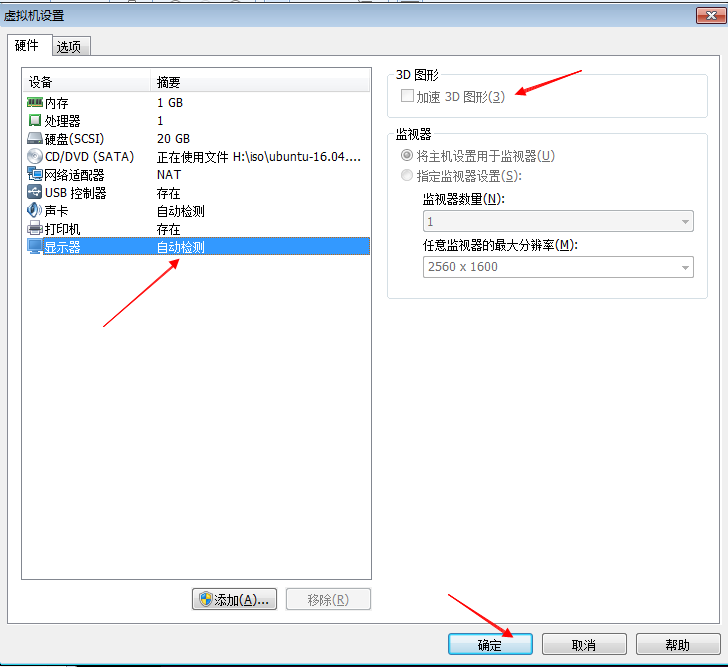 虚拟机设置
硬件 选项
设备 摘要
内存 1 GB
处理器 1
硬盘(SCSI) 20 GB
CD/DVD (SATA) 正在使用文件 H:\iso\ubuntu-16.04....
网络适配器 NAT
USB 控制器 存在
声卡 自动检测
打印机 存在
显示器 自动检测
添加(A)... 移除(R)
3D 图形
加速 3D 图形(3)
监视器
将主机设置用于监视器(U)
指定监视器设置(S):
监视器数量(N):
1
任意监视器的最大分辨率(M):
2560 x 1600
确定 取消 帮助